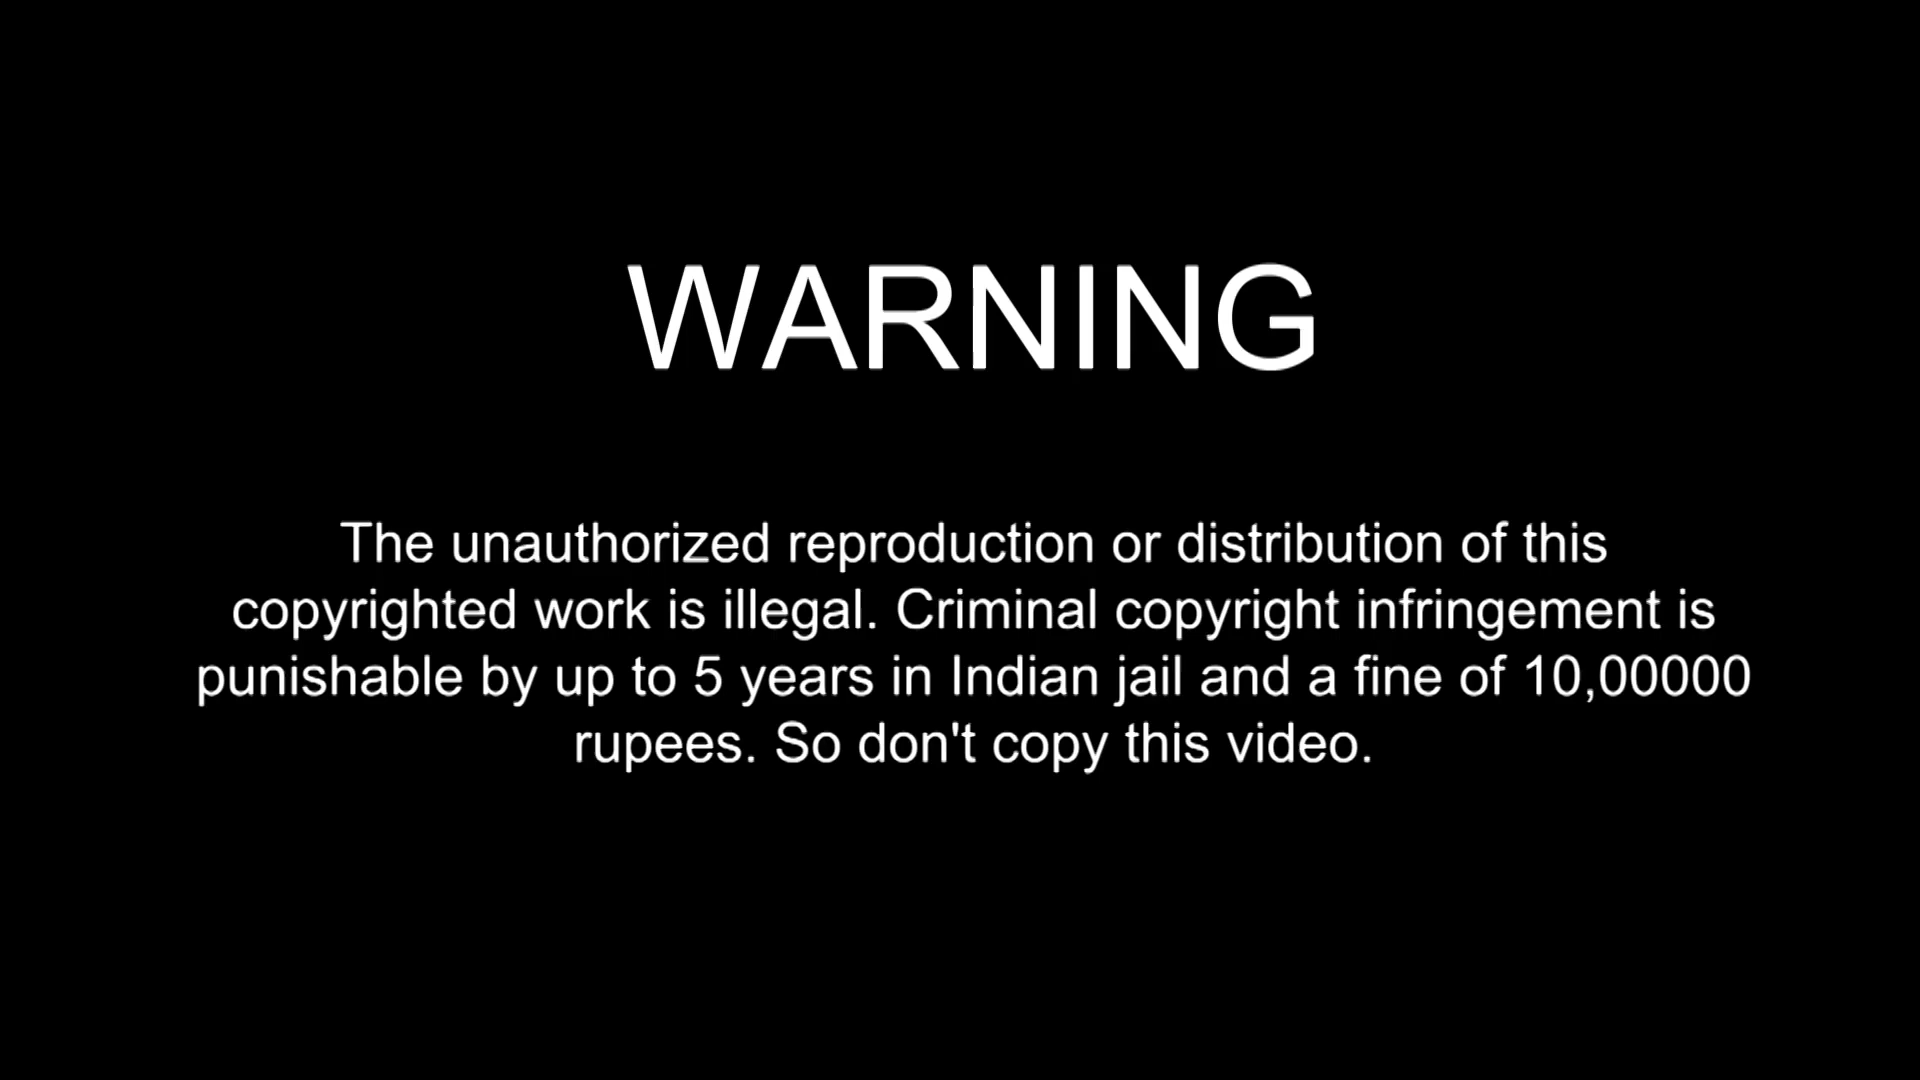 WARNING
The unauthorized reproduction or distribution of this
copyrighted work is illegal. Criminal copyright infringement is
punishable by up to 5 years in Indian jail and a fine of 10,00000
rupees. So don't copy this video.